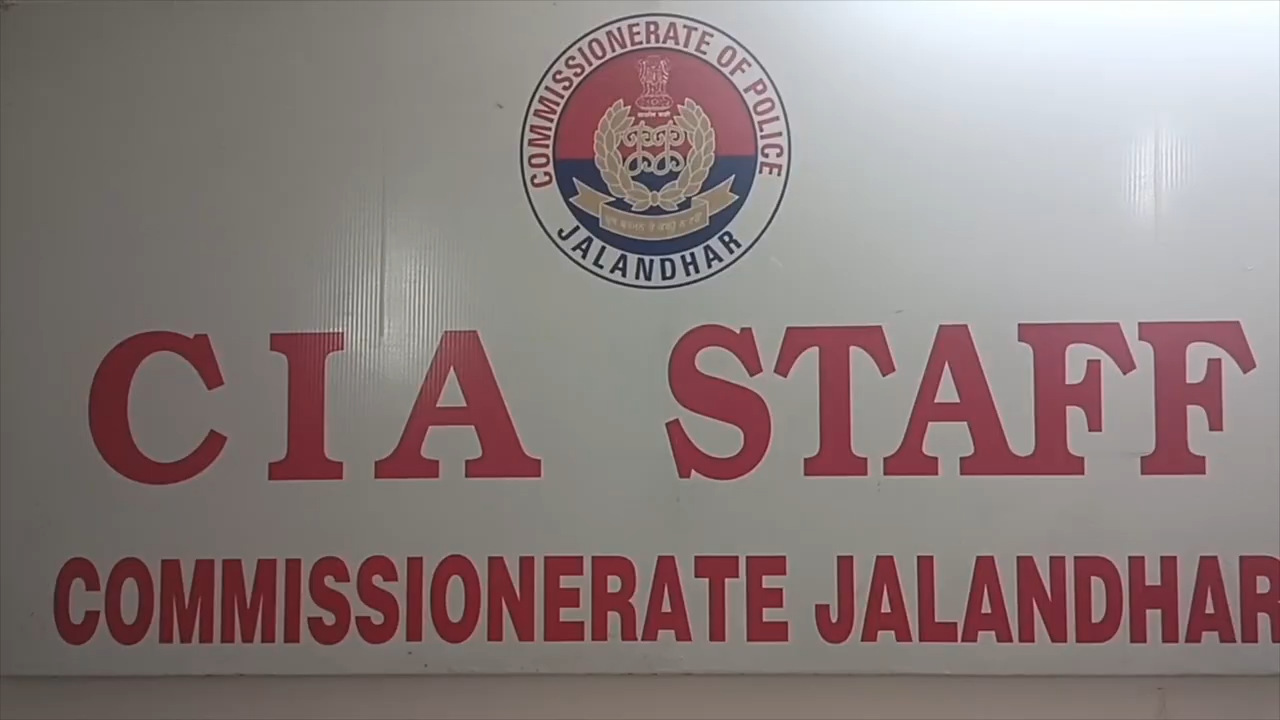 COMMISSIONERATE OF POLICE
JALANDHAR
CIA STAFF
COMMISSIONERATE JALANDHAR